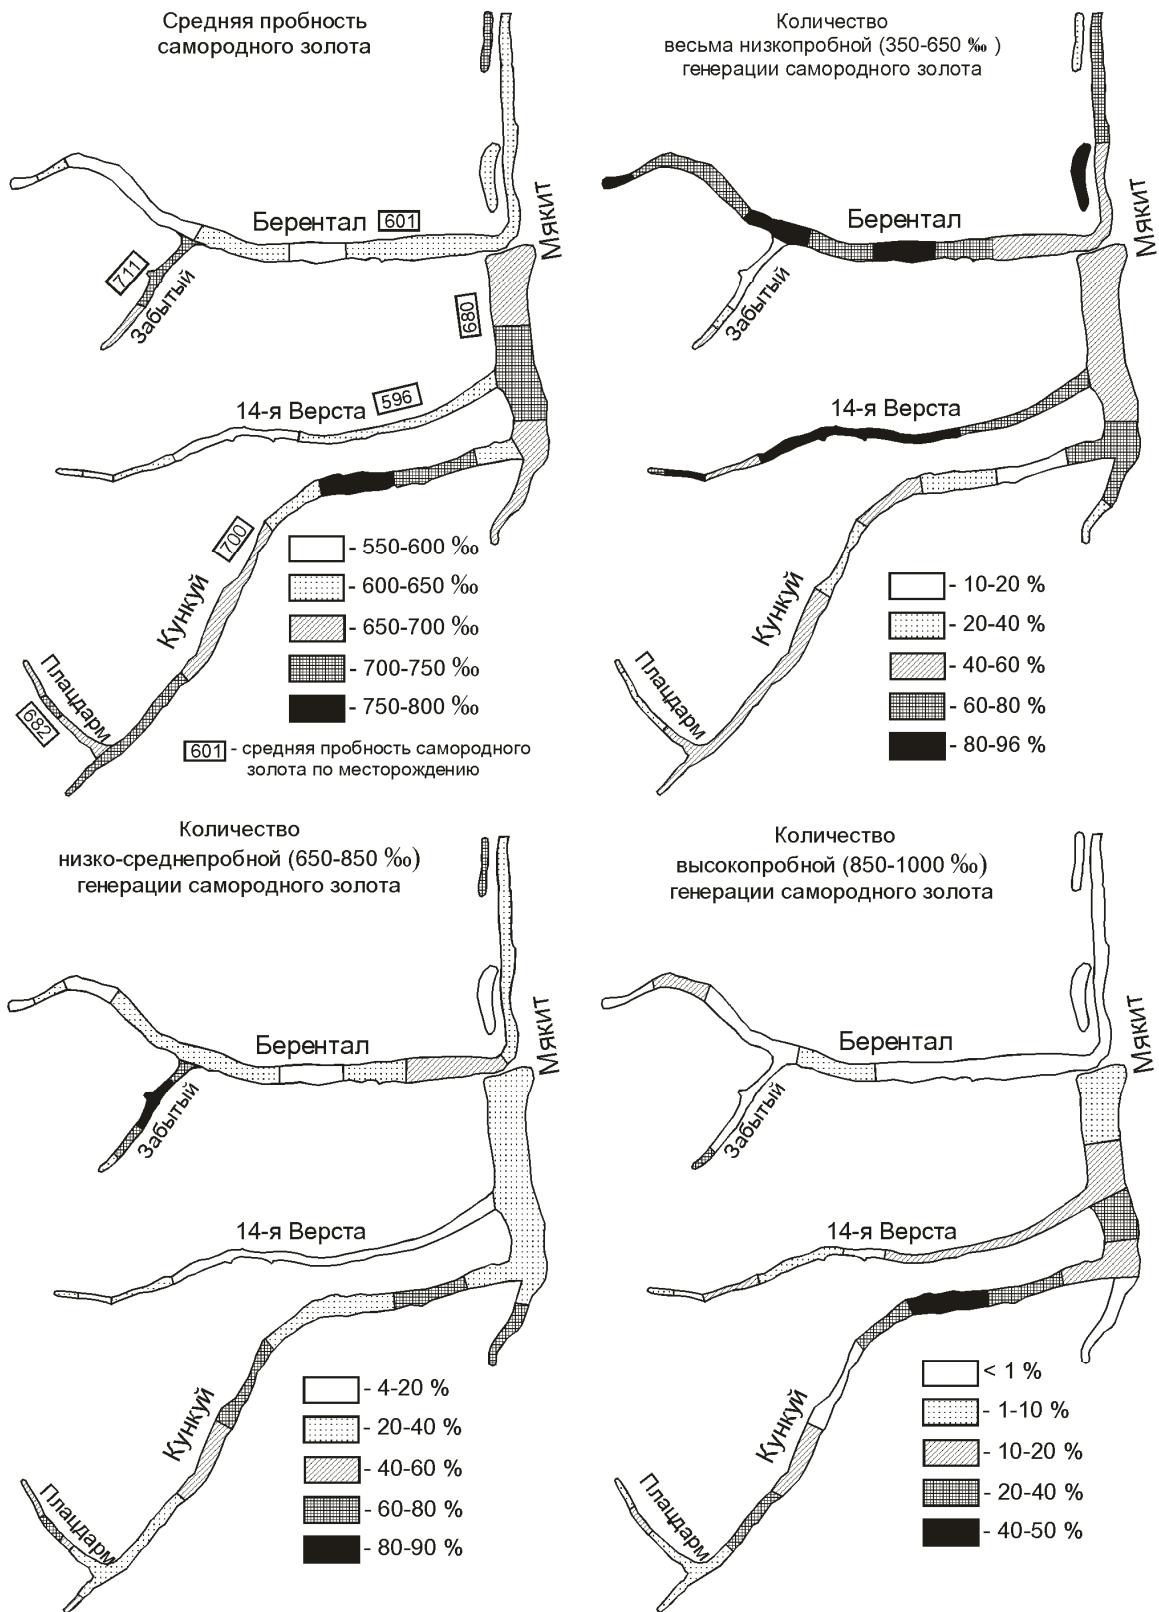 Средняя пробность
самородного золота
Берентал 601
Мякит
711
Забытый
680
14-я Верста 596
700
Кункуй
Плацдарм
682
- 550-600 ‰
- 600-650 ‰
- 650-700 ‰
- 700-750 ‰
- 750-800 ‰
601 - средняя пробность самородного
золота по месторождению
Количество
весьма низкопробной (350-650 ‰ )
генерации самородного золота
Берентал
Мякит
Забытый
14-я Верста
Кункуй
Плацдарм
- 10-20 %
- 20-40 %
- 40-60 %
- 60-80 %
- 80-96 %
Количество
низко-среднепробной (650-850 ‰)
генерации самородного золота
Берентал
Мякит
Забытый
14-я Верста
Кункуй
Плацдарм
- 4-20 %
- 20-40 %
- 40-60 %
- 60-80 %
- 80-90 %
Количество
высокопробной (850-1000 ‰)
генерации самородного золота
Берентал
Мякит
Забытый
14-я Верста
Кункуй
Плацдарм
< 1 %
- 1-10 %
- 10-20 %
- 20-40 %
- 40-50 %